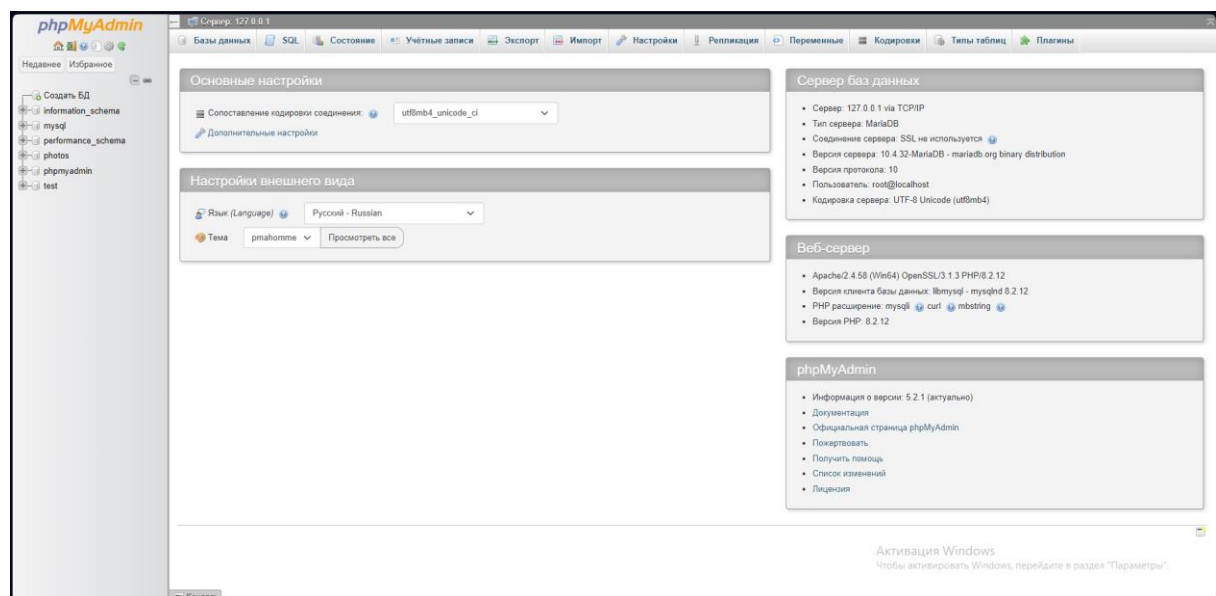 phpMyAdmin
Недавнее Избранное
Создать БД
information_schema
mysql
performance_schema
photos
phpmyadmin
test
Сервер: 127.0.0.1
Базы данных SQL Состояние Учётные записи Экспорт Импорт Настройки Репликация Переменные Кодировки Типы таблиц Плагины
Основные настройки
Сопоставление кодировки соединения: utf8mb4_unicode_ci
Дополнительные настройки
Настройки внешнего вида
Язык (Language) Русский - Russian
Тема pmahomme Просмотреть все
Сервер баз данных
Сервер: 127.0.0.1 via TCP/IP
Тип сервера: MariaDB
Соединение сервера: SSL не используется
Версия сервера: 10.4.32-MariaDB - mariadb.org binary distribution
Версия протокола: 10
Пользователь: root@localhost
Кодировка сервера: UTF-8 Unicode (utf8mb4)
Веб-сервер
Apache/2.4.58 (Win64) OpenSSL/3.1.3 PHP/8.2.12
Версия клиента базы данных: libmysql - mysqlnd 8.2.12
PHP расширение: mysqli curl mbstring
Версия PHP: 8.2.12
phpMyAdmin
Информация о версии: 5.2.1 (актуально)
Документация
Официальная страница phpMyAdmin
Пожертвовать
Получить помощь
Список изменений
Лицензия
Активация Windows
Чтобы активировать Windows, перейдите в раздел "Параметры".